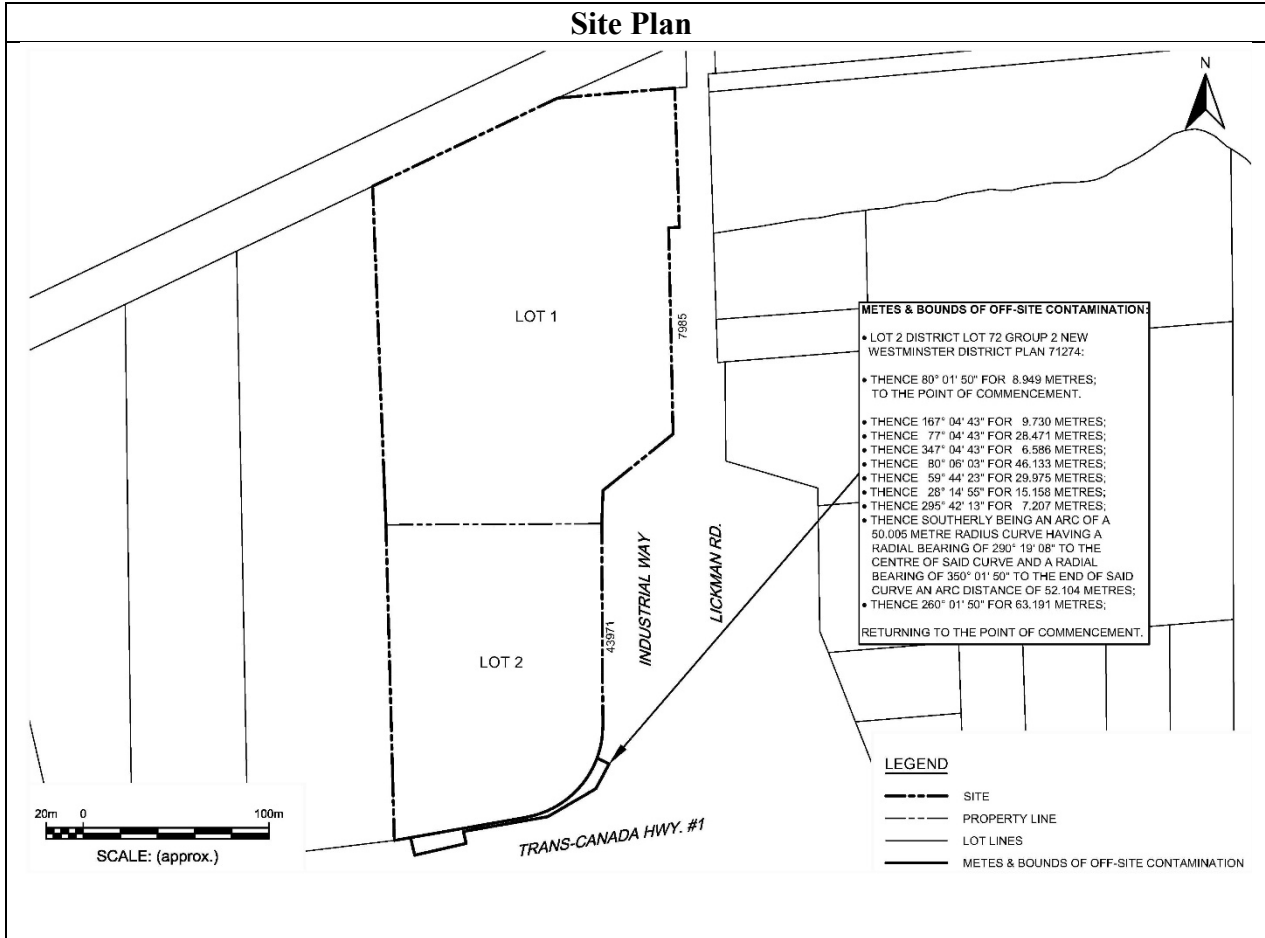 Site Plan
N
LOT 1
7985
METES & BOUNDS OF OFF-SITE CONTAMINATION:
• LOT 2 DISTRICT LOT 72 GROUP 2 NEW
WESTMINSTER DISTRICT PLAN 71274:
• THENCE 80° 01' 50" FOR 8.949 METRES;
TO THE POINT OF COMMENCEMENT.
• THENCE 167° 04' 43" FOR 9.730 METRES;
• THENCE 77° 04' 43" FOR 28.471 METRES;
• THENCE 347° 04' 43" FOR 6.586 METRES;
• THENCE 80° 06' 03" FOR 46.133 METRES;
• THENCE 59° 44' 23" FOR 29.975 METRES;
• THENCE 28° 14' 55" FOR 15.158 METRES;
• THENCE 295° 42' 13" FOR 7.207 METRES;
• THENCE SOUTHERLY BEING AN ARC OF A
50.005 METRE RADIUS CURVE HAVING A
RADIAL BEARING OF 290° 19' 08" TO THE
CENTRE OF SAID CURVE AND A RADIAL
BEARING OF 350° 01' 50" TO THE END OF SAID
CURVE AN ARC DISTANCE OF 52.104 METRES;
• THENCE 260° 01' 50" FOR 63.191 METRES;
RETURNING TO THE POINT OF COMMENCEMENT.
INDUSTRIAL WAY
LICKMAN RD.
43971
LOT 2
TRANS-CANADA HWY. #1
20m 0 100m
SCALE: (approx.)
LEGEND
SITE
PROPERTY LINE
LOT LINES
METES & BOUNDS OF OFF-SITE CONTAMINATION